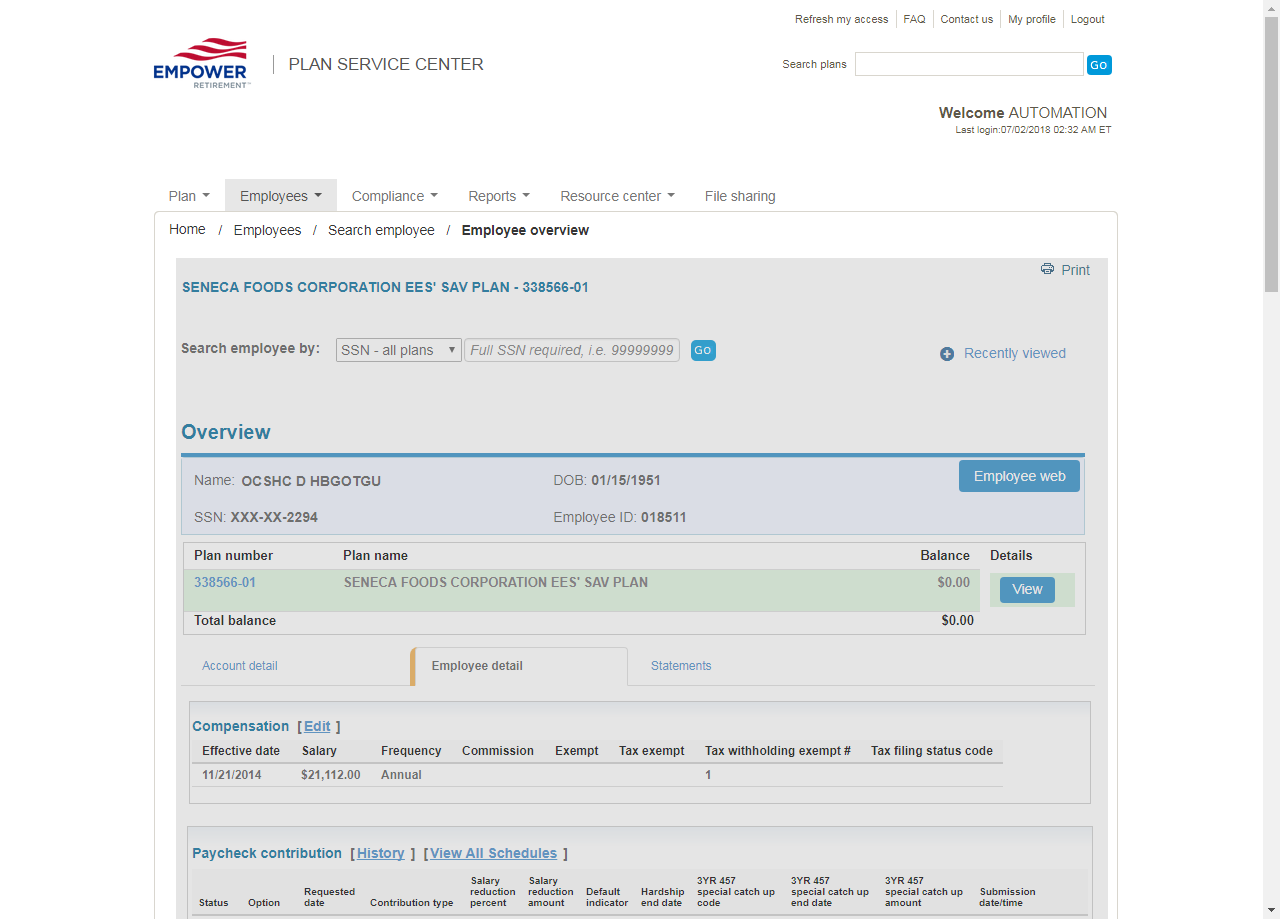 Refresh my access FAQ Contact us My profile Logout
EMPOWER
RETIREMENT™
PLAN SERVICE CENTER
Search plans GO
Welcome AUTOMATION
Last login:07/02/2018 02:32 AM ET
Plan Employees Compliance Reports Resource center File sharing
Home / Employees / Search employee / Employee overview
Print
SENECA FOODS CORPORATION EES' SAV PLAN - 338566-01
Search employee by: SSN - all plans Full SSN required, i.e. 99999999 GO
Recently viewed
Overview
Name: OCSHC D HBGOTGU DOB: 01/15/1951 Employee web
SSN: XXX-XX-2294 Employee ID: 018511
Plan number Plan name Balance Details
338566-01 SENECA FOODS CORPORATION EES' SAV PLAN $0.00 View
Total balance $0.00
Account detail Employee detail Statements
Compensation [ Edit ]
Effective date Salary Frequency Commission Exempt Tax exempt Tax withholding exempt # Tax filing status code
11/21/2014 $21,112.00 Annual 1
Paycheck contribution [ History ] [ View All Schedules ]
Status Option Requested date Contribution type Salary reduction percent Salary reduction amount Default indicator Hardship end date 3YR 457 special catch up code 3YR 457 special catch up end date 3YR 457 special catch up amount Submission date/time